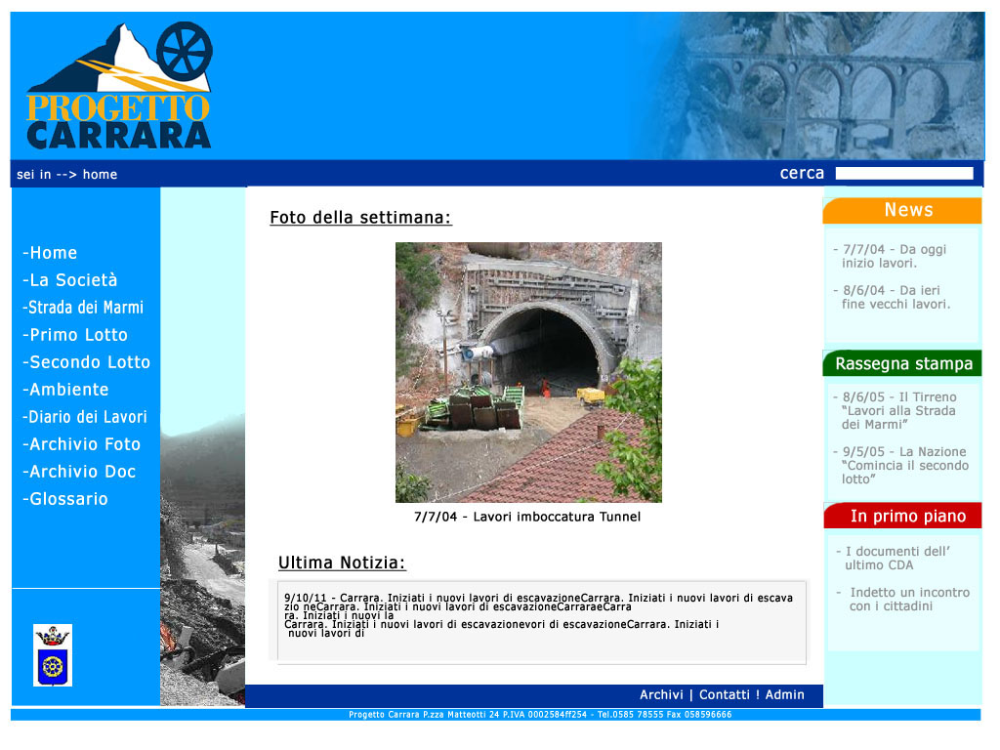 PROGETTO
CARRARA
sei in --> home
cerca
-Home
-La Società
-Strada dei Marmi
-Primo Lotto
-Secondo Lotto
-Ambiente
-Diario dei Lavori
-Archivio Foto
-Archivio Doc
-Glossario
Foto della settimana:
7/7/04 - Lavori imboccatura Tunnel
Ultima Notizia:
9/10/11 - Carrara. Iniziati i nuovi lavori di escavazioneCarrara. Iniziati i nuovi lavori di escava
zio neCarrara. Iniziati i nuovi lavori di escavazioneCarraraeCarra
ra. Iniziati i nuovi la
Carrara. Iniziati i nuovi lavori di escavazionevori di escavazioneCarrara. Iniziati i
nuovi lavori di
News
- 7/7/04 - Da oggi
inizio lavori.
- 8/6/04 - Da ieri
fine vecchi lavori.
Rassegna stampa
- 8/6/05 - Il Tirreno
“Lavori alla Strada
dei Marmi”
- 9/5/05 - La Nazione
“Comincia il secondo
lotto”
In primo piano
- I documenti dell’
ultimo CDA
- Indetto un incontro
con i cittadini
Archivi | Contatti ! Admin
Progetto Carrara P.zza Matteotti 24 P.IVA 0002584ff254 - Tel.0585 78555 Fax 058596666